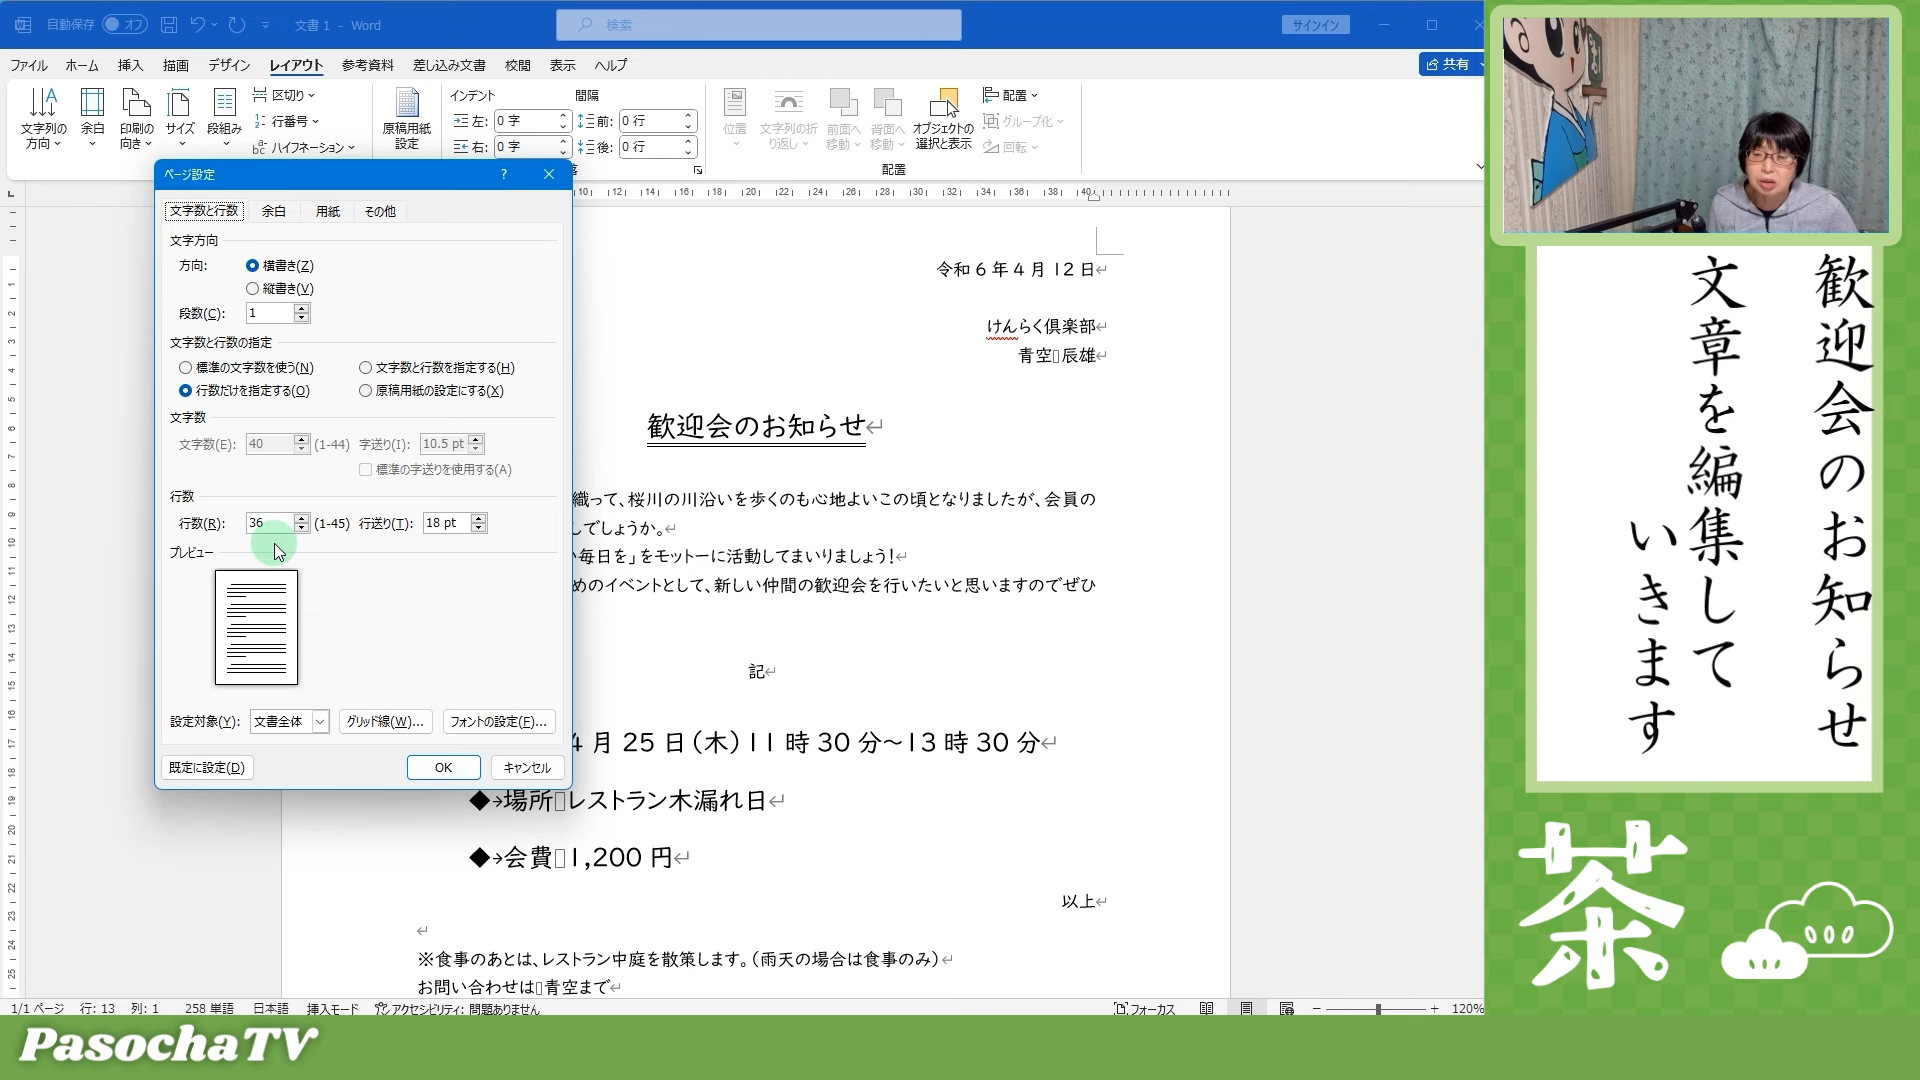 自動保存 オフ 文書 1 - Word 検索 サインイン
ファイル ホーム 挿入 描画 デザイン レイアウト 参考資料 差し込み文書 校閲 表示 ヘルプ 共有
文字列の方向 余白 印刷の向き サイズ 段組み
区切り
行番号
ハイフネーション
原稿用紙設定
インデント 間隔
左: 0 字 前: 0 行
右: 0 字 後: 0 行
位置 文字列の折り返し 前面へ移動 背面へ移動 オブジェクトの選択と表示
配置
グループ化
回転
配置
ページ設定
文字数と行数 余白 用紙 その他
文字方向
方向: 横書き(Z)
縦書き(V)
段数(C): 1
文字数と行数の指定
標準の文字数を使う(N) 文字数と行数を指定する(H)
行数だけを指定する(O) 原稿用紙の設定にする(X)
文字数
文字数(E): 40 (1-44) 字送り(I): 10.5 pt
標準の字送りを使用する(A)
行数
行数(R): 36 (1-45) 行送り(T): 18 pt
プレビュー
設定対象(Y): 文書全体 グリッド線(W)... フォントの設定(F)...
既定に設定(D) OK キャンセル
令和 6 年 4 月 12 日
けんらく倶楽部
青空 辰雄
歓迎会のお知らせ
織って、桜川の川沿いを歩くのも心地よいこの頃となりましたが、会員の
しでしょうか。
い毎日を」をモットーに活動してまいりましょう!
めのイベントとして、新しい仲間の歓迎会を行いたいと思いますのでぜひ
記
4 月 25 日(木)11 時 30 分～13 時 30 分
◆→場所 レストラン木漏れ日
◆→会費 1,200 円
以上
※食事のあとは、レストラン中庭を散策します。(雨天の場合は食事のみ)
お問い合わせは 青空まで
1/1 ページ 行: 13 列: 1 258 単語 日本語 挿入モード アクセシビリティ: 問題ありません フォーカス 120%
歓迎会のお知らせ
文章を編集して
いきます
茶
PasochaTV